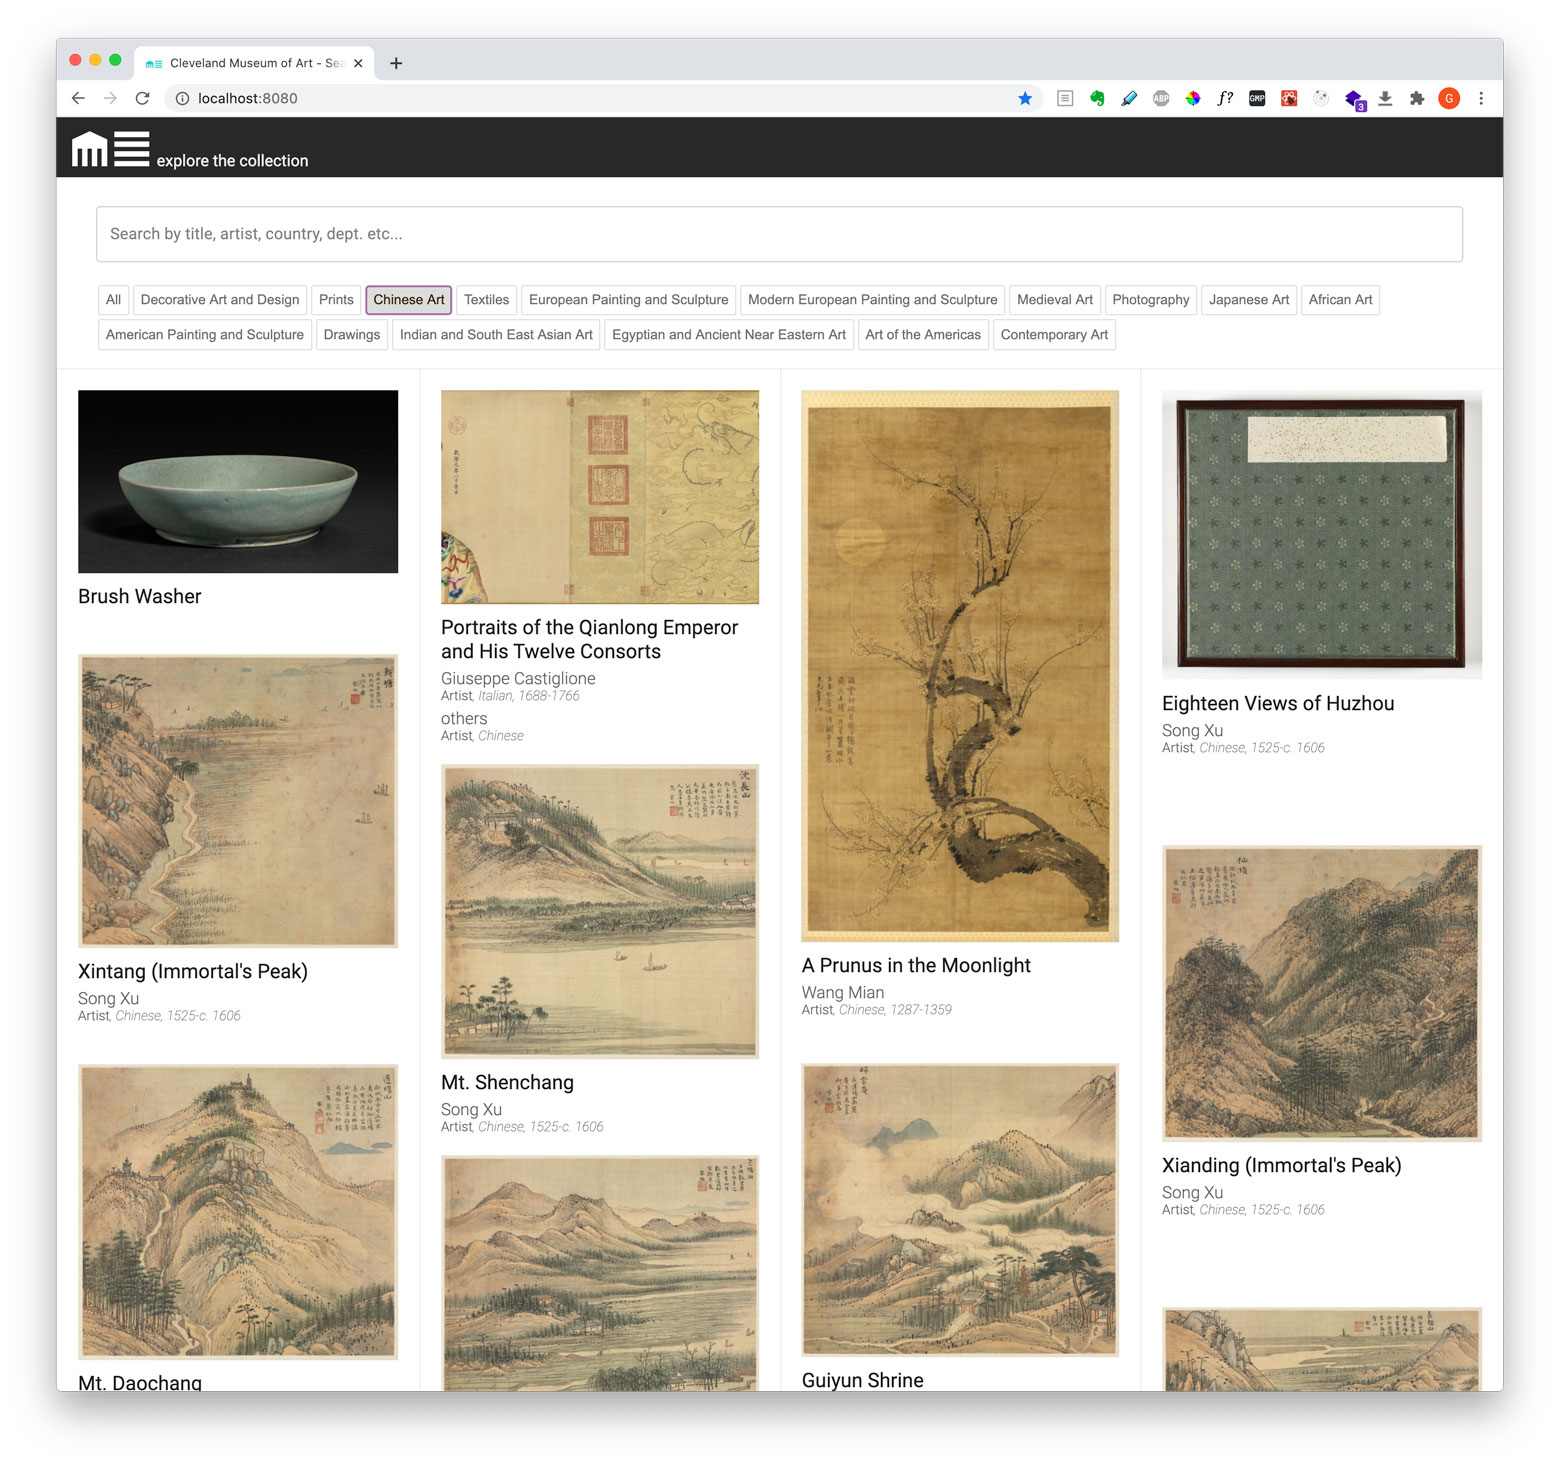 Cleveland Museum of Art - Sea
localhost:8080
ABP
f?
GMP
3
G
explore the collection
Search by title, artist, country, dept. etc...
All
Decorative Art and Design
Prints
Chinese Art
Textiles
European Painting and Sculpture
Modern European Painting and Sculpture
Medieval Art
Photography
Japanese Art
African Art
American Painting and Sculpture
Drawings
Indian and South East Asian Art
Egyptian and Ancient Near Eastern Art
Art of the Americas
Contemporary Art
Brush Washer
Xintang (Immortal's Peak)
Song Xu
Artist, Chinese, 1525-c. 1606
Mt. Daochang
Portraits of the Qianlong Emperor
and His Twelve Consorts
Giuseppe Castiglione
Artist, Italian, 1688-1766
others
Artist, Chinese
沈長山
Mt. Shenchang
Song Xu
Artist, Chinese, 1525-c. 1606
A Prunus in the Moonlight
Wang Mian
Artist, Chinese, 1287-1359
Guiyun Shrine
Eighteen Views of Huzhou
Song Xu
Artist, Chinese, 1525-c. 1606
Xianding (Immortal's Peak)
Song Xu
Artist, Chinese, 1525-c. 1606